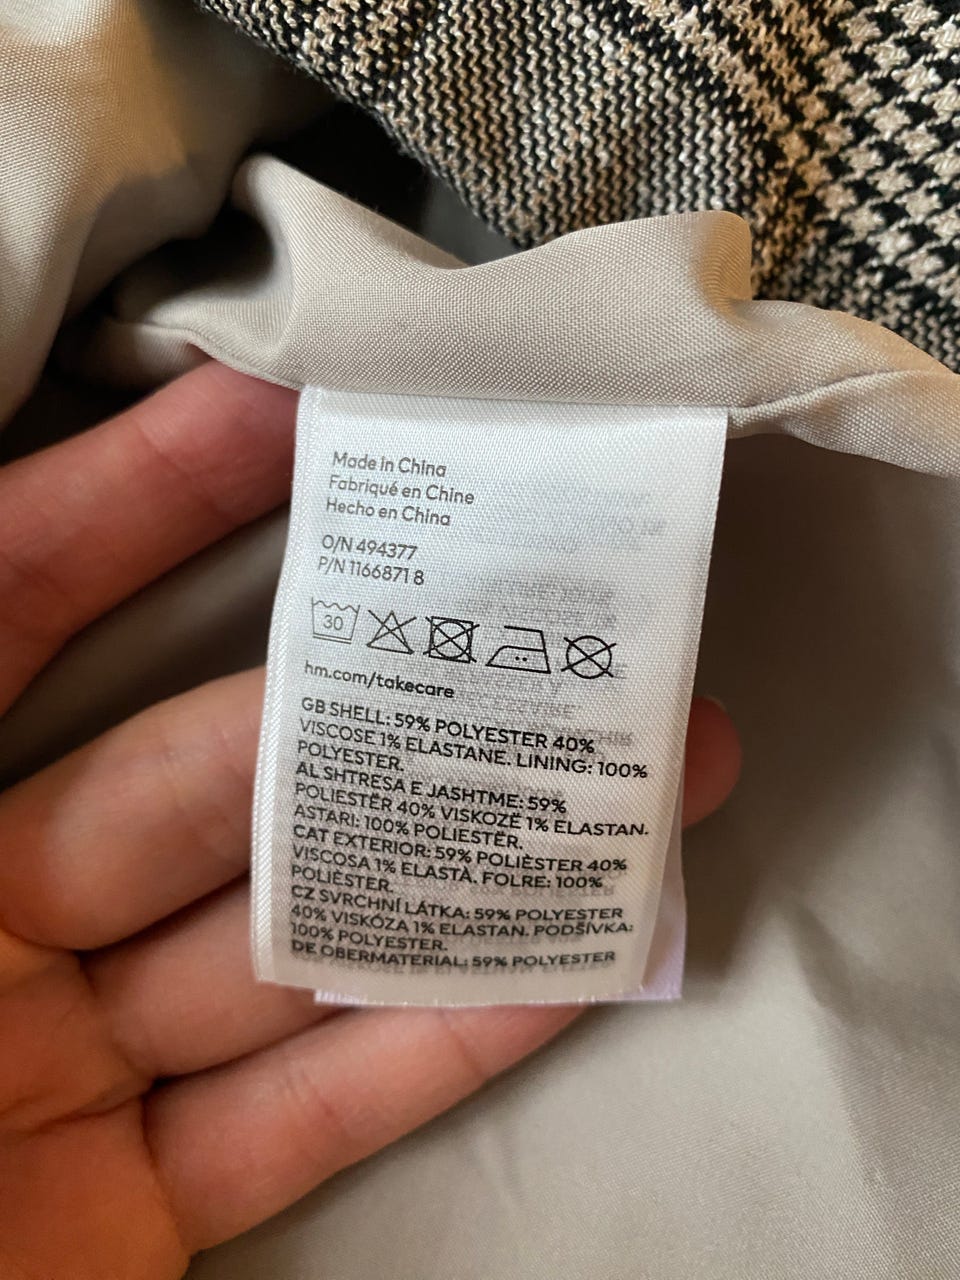 Made in China
Fabriqué en Chine
Hecho en China
O/N 494377
P/N 1166871 8
30
hm.com/takecare
GB SHELL: 59% POLYESTER 40%
VISCOSE 1% ELASTANE. LINING: 100%
POLYESTER.
AL SHTRESA E JASHTME: 59%
POLIESTËR 40% VISKOZË 1% ELASTAN.
ASTARI: 100% POLIESTËR.
CAT EXTERIOR: 59% POLIÈSTER 40%
VISCOSA 1% ELASTÀ. FOLRE: 100%
POLIÈSTER.
CZ SVRCHNÍ LÁTKA: 59% POLYESTER
40% VISKÓZA 1% ELASTAN. PODŠÍVKA:
100% POLYESTER.
DE OBERMATERIAL: 59% POLYESTER